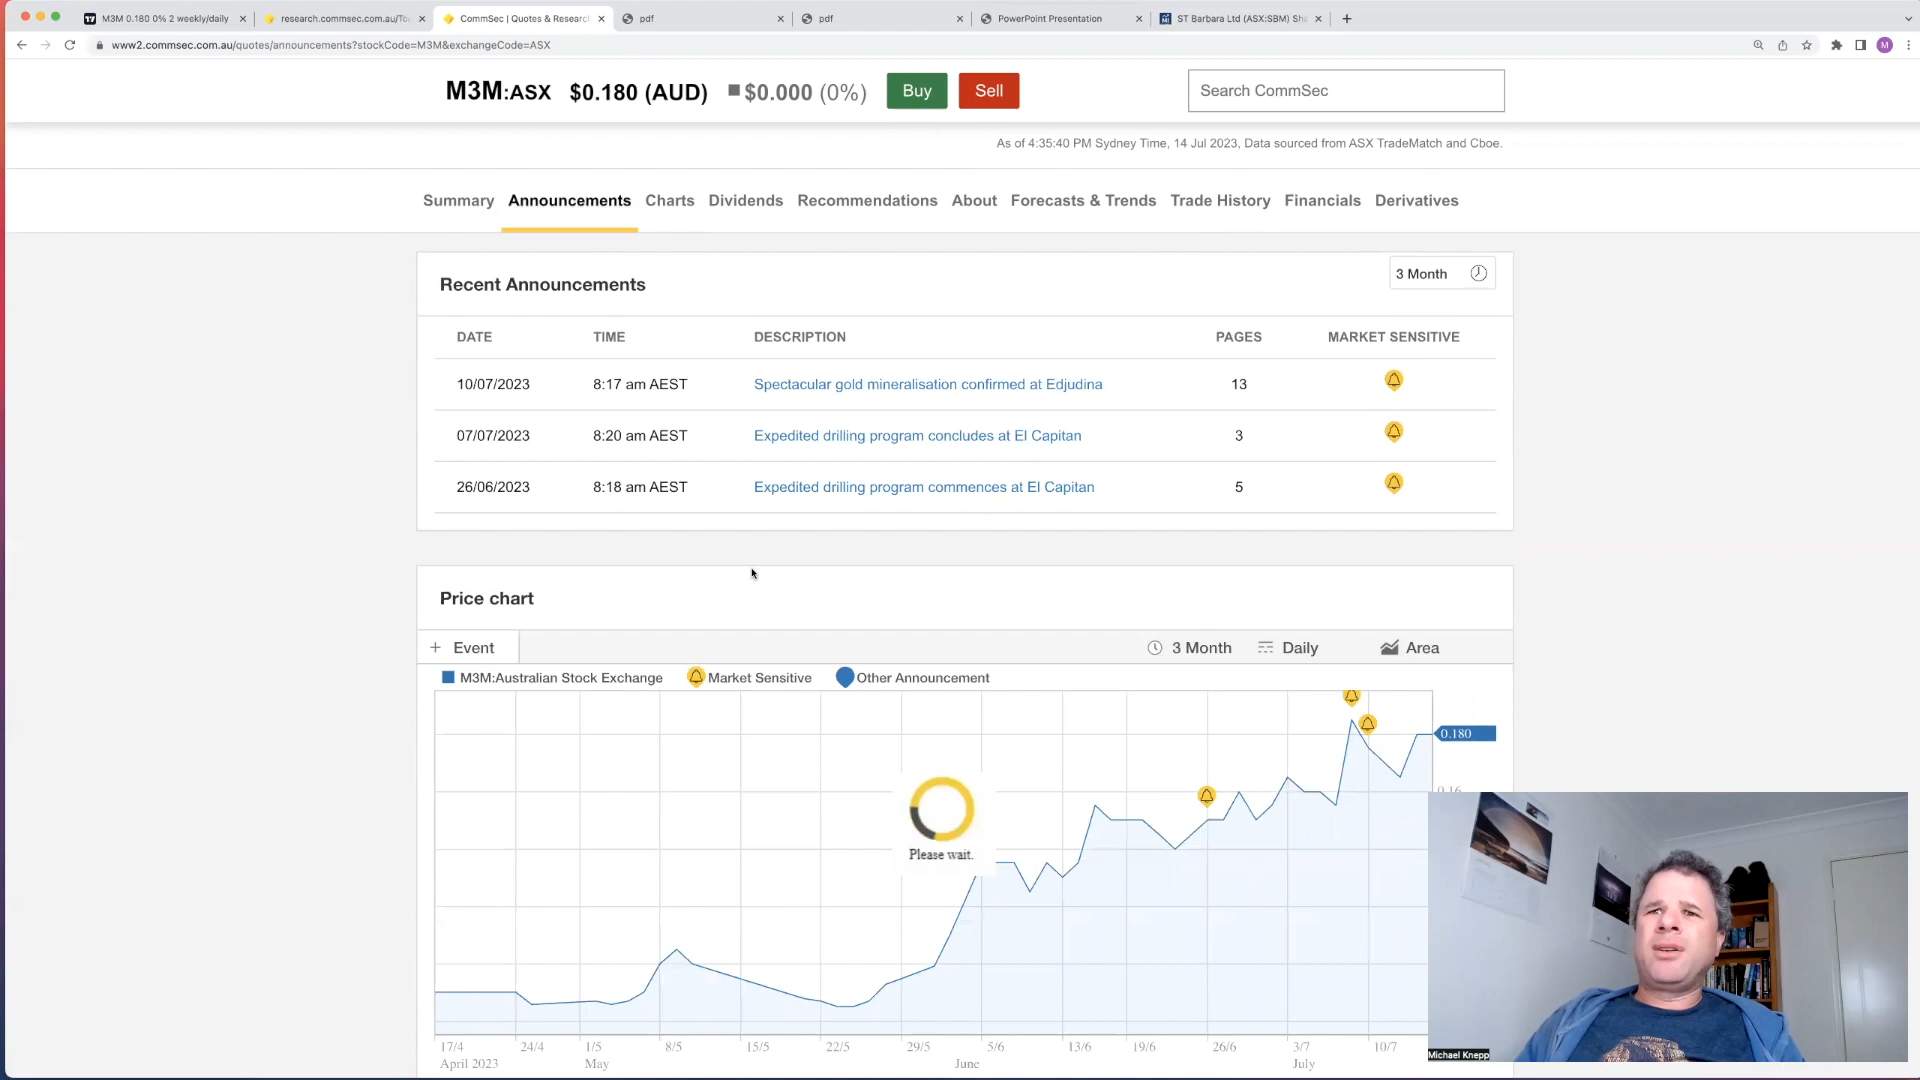 M3M 0.180 0% 2 weekly/daily
research.commsec.com.au/To
CommSec | Quotes & Research
pdf
pdf
PowerPoint Presentation
ST Barbara Ltd (ASX:SBM) Sh
www2.commsec.com.au/quotes/announcements?stockCode=M3M&exchangeCode=ASX
M
M3M:ASX $0.180 (AUD) $0.000 (0%) Buy Sell Search CommSec
As of 4:35:40 PM Sydney Time, 14 Jul 2023, Data sourced from ASX TradeMatch and Cboe.
Summary Announcements Charts Dividends Recommendations About Forecasts & Trends Trade History Financials Derivatives
Recent Announcements 3 Month
DATE TIME DESCRIPTION PAGES MARKET SENSITIVE
10/07/2023 8:17 am AEST Spectacular gold mineralisation confirmed at Edjudina 13
07/07/2023 8:20 am AEST Expedited drilling program concludes at El Capitan 3
26/06/2023 8:18 am AEST Expedited drilling program commences at El Capitan 5
Price chart
+ Event 3 Month Daily Area
M3M:Australian Stock Exchange Market Sensitive Other Announcement
0.180
0.16
Please wait.
17/4 24/4 1/5 8/5 15/5 22/5 29/5 5/6 13/6 19/6 26/6 3/7 10/7
April 2023 May June July
Michael Knepp